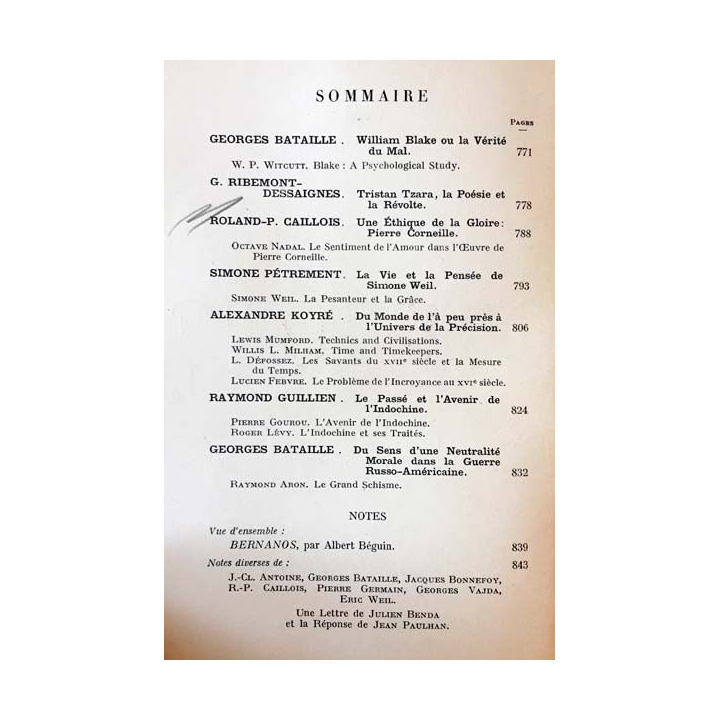 SOMMAIRE
PAGES
GEORGES BATAILLE . William Blake ou la Vérité
du Mal. 771
W. P. WITCUTT. Blake : A Psychological Study.
G. RIBEMONT-
DESSAIGNES. Tristan Tzara, la Poésie et
la Révolte. 778
ROLAND-P. CAILLOIS. Une Éthique de la Gloire :
Pierre Corneille. 788
OCTAVE NADAL. Le Sentiment de l'Amour dans l'Œuvre de
Pierre Corneille.
SIMONE PÉTREMENT. La Vie et la Pensée de
Simone Weil. 793
SIMONE WEIL. La Pesanteur et la Grâce.
ALEXANDRE KOYRÉ . Du Monde de l'à peu près à
l'Univers de la Précision. 806
LEWIS MUMFORD. Technics and Civilisations.
WILLIS L. MILHAM, Time and Timekeepers.
L. DÉFOSSEZ. Les Savants du XVIIe siècle et la Mesure
du Temps.
LUCIEN FEBVRE. Le Problème de l'Incroyance au XVIe siècle.
RAYMOND GUILLIEN . Le Passé et l'Avenir de
l'Indochine. 824
PIERRE GOUROU. L'Avenir de l'Indochine.
ROGER LÉVY. L'Indochine et ses Traités.
GEORGES BATAILLE . Du Sens d'une Neutralité
Morale dans la Guerre
Russo-Américaine. 832
RAYMOND ARON. Le Grand Schisme.
NOTES
Vue d'ensemble :
BERNANOS, par Albert Béguin. 839
Notes diverses de : 843
J.-CL. ANTOINE, GEORGES BATAILLE, JACQUES BONNEFOY,
R.-P. CAILLOIS, PIERRE GERMAIN, GEORGES VAJDA,
ERIC WEIL.
Une Lettre de JULIEN BENDA
et la Réponse de JEAN PAULHAN.